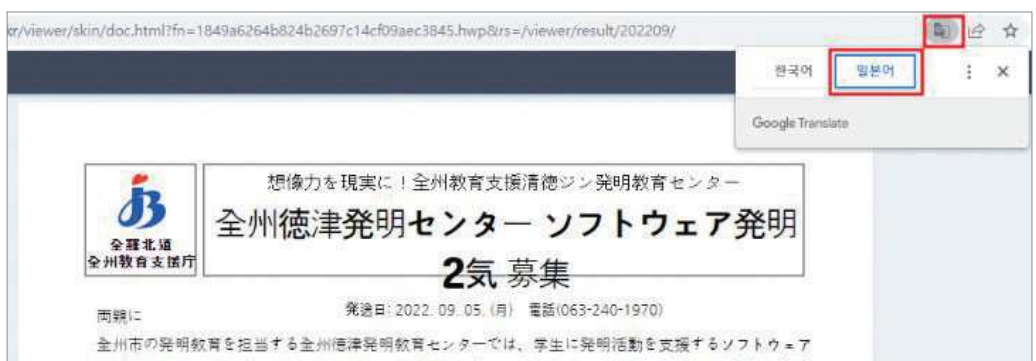 kr/viewer/skin/doc.html?fn=1849a6264b824b2697c14cf09aec3845.hwp&rs=/viewer/result/202209/
한국어 일본어
Google Translate
想像力を現実に！全州教育支援清徳ジン発明教育センター
全州徳津発明センター ソフトウェア発明
2気 募集
全羅北道
全州教育支援庁
発送日: 2022. 09. 05. (月) 電話(063-240-1970)
両親に
全州市の発明教育を担当する全州徳津発明教育センターでは、学生に発明活動を支援するソフトウェア